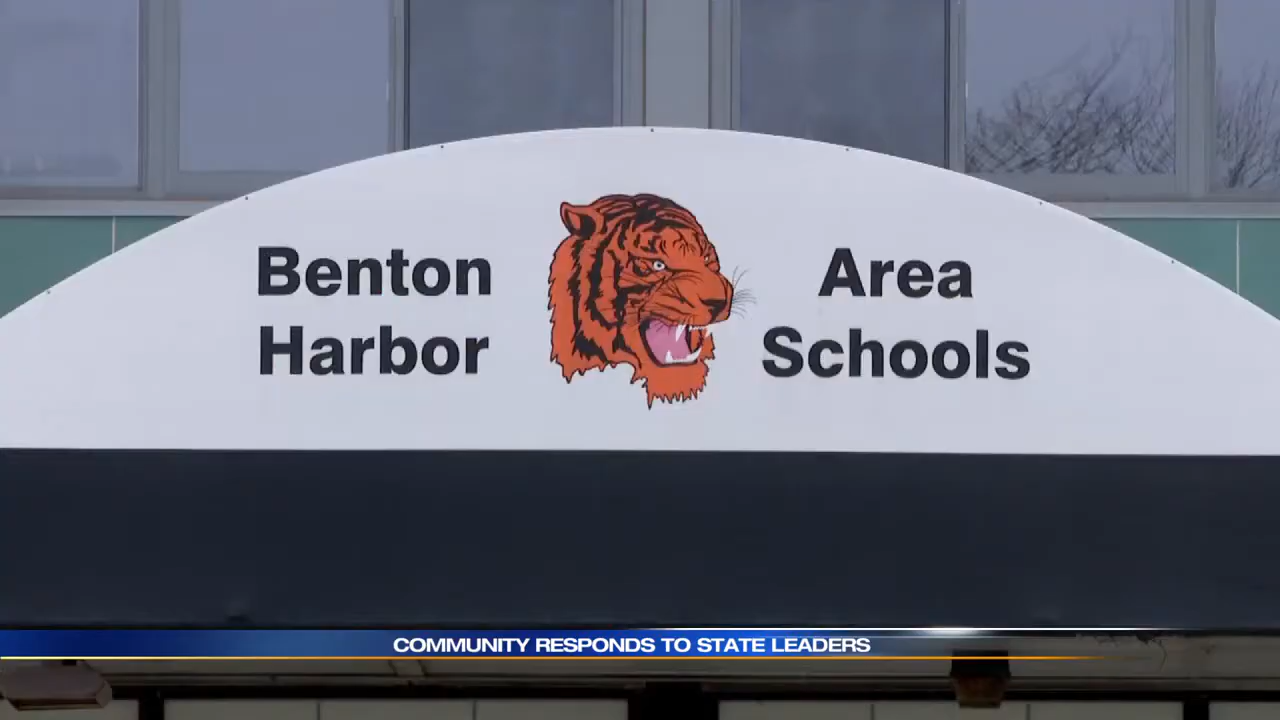 Benton
Harbor
Area
Schools
COMMUNITY RESPONDS TO STATE LEADERS